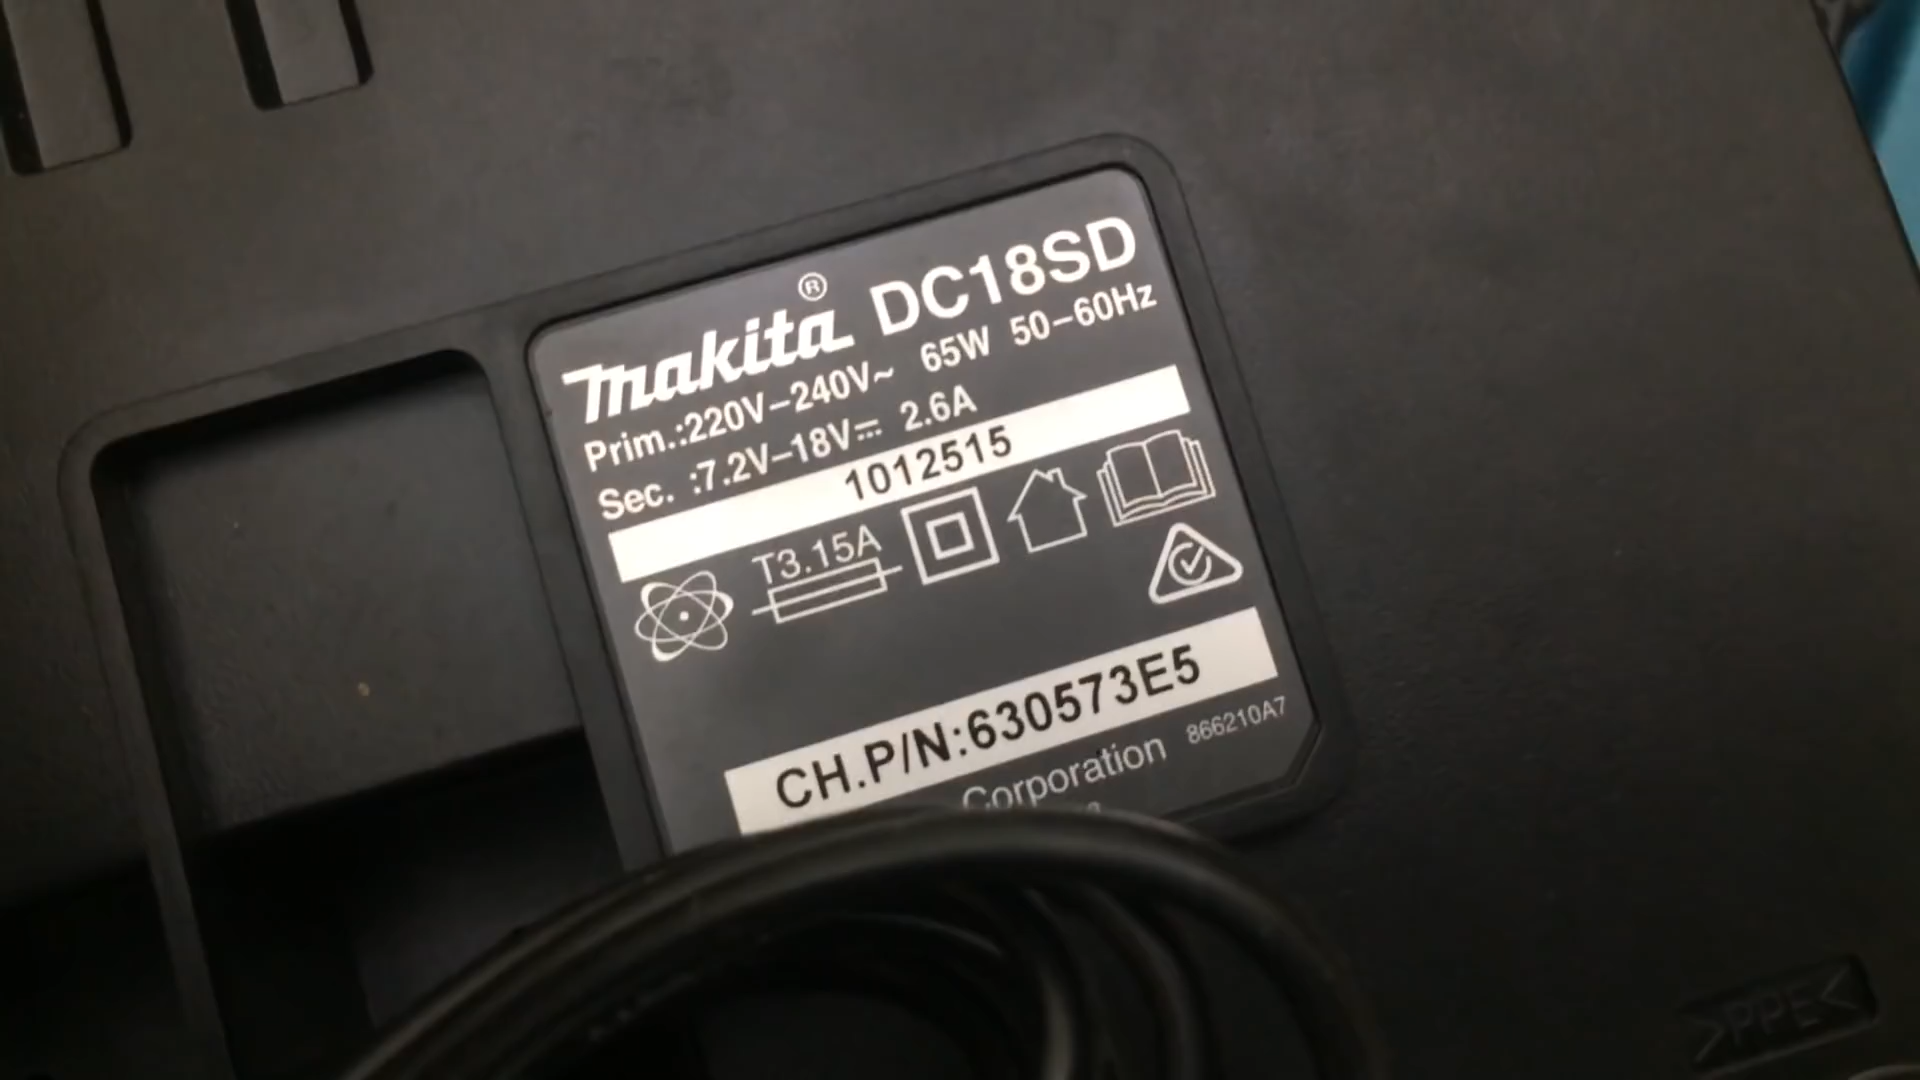 makita® DC18SD
Prim.:220V–240V~ 65W 50–60Hz
Sec. :7.2V–18V⎓ 2.6A
1012515
T3.15A
CH.P/N:630573E5
Corporation 866210A7
>PPE<